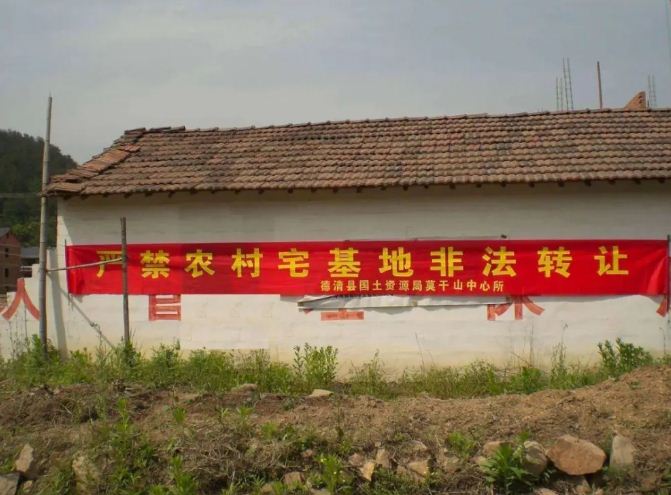 严禁农村宅基地非法转让
德清县国土资源局莫干山中心所
人